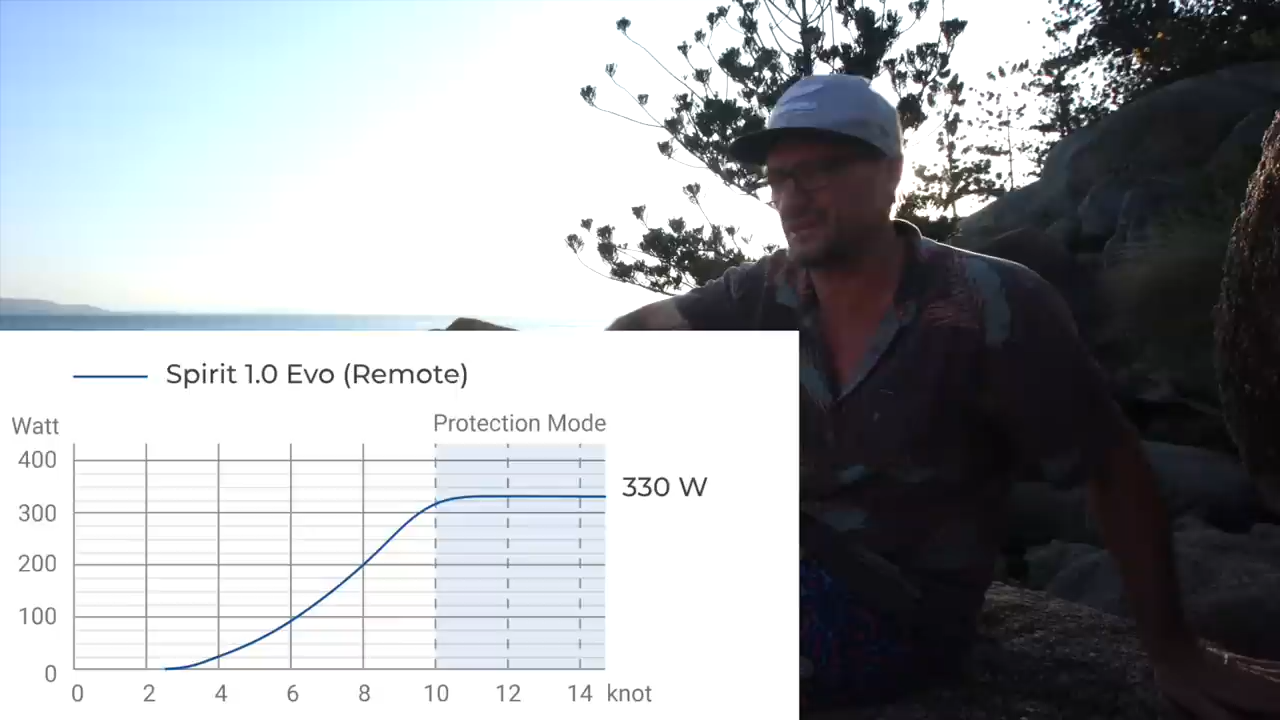 Spirit 1.0 Evo (Remote)
Watt
Protection Mode
400
300
200
100
0
330 W
0 2 4 6 8 10 12 14 knot